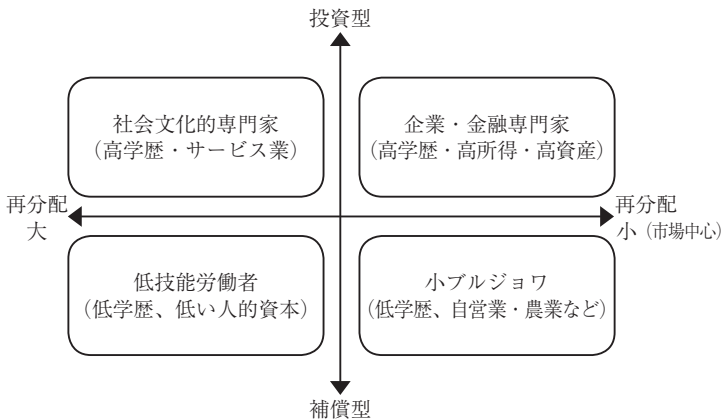 投資型
社会文化的専門家
(高学歴・サービス業)
企業・金融専門家
(高学歴・高所得・高資産)
再分配
大
再分配
小(市場中心)
低技能労働者
(低学歴、低い人的資本)
小ブルジョワ
(低学歴、自営業・農業など)
補償型